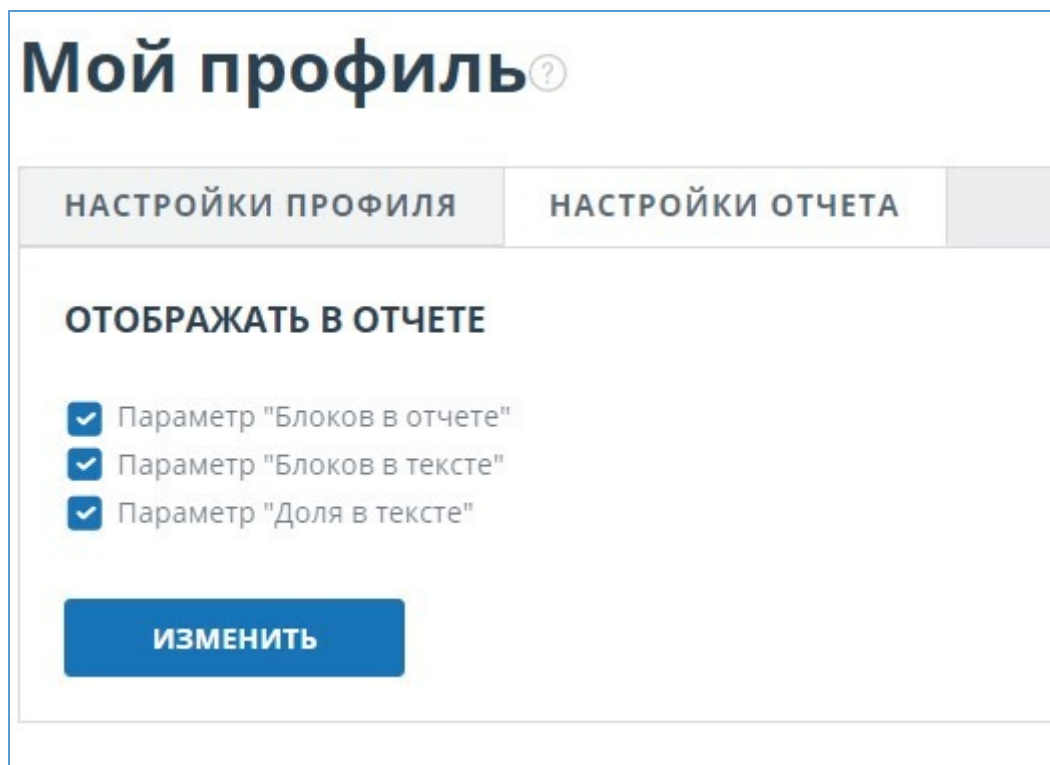 Мой профиль ?
НАСТРОЙКИ ПРОФИЛЯ НАСТРОЙКИ ОТЧЕТА
ОТОБРАЖАТЬ В ОТЧЕТЕ
Параметр "Блоков в отчете"
Параметр "Блоков в тексте"
Параметр "Доля в тексте"
ИЗМЕНИТЬ